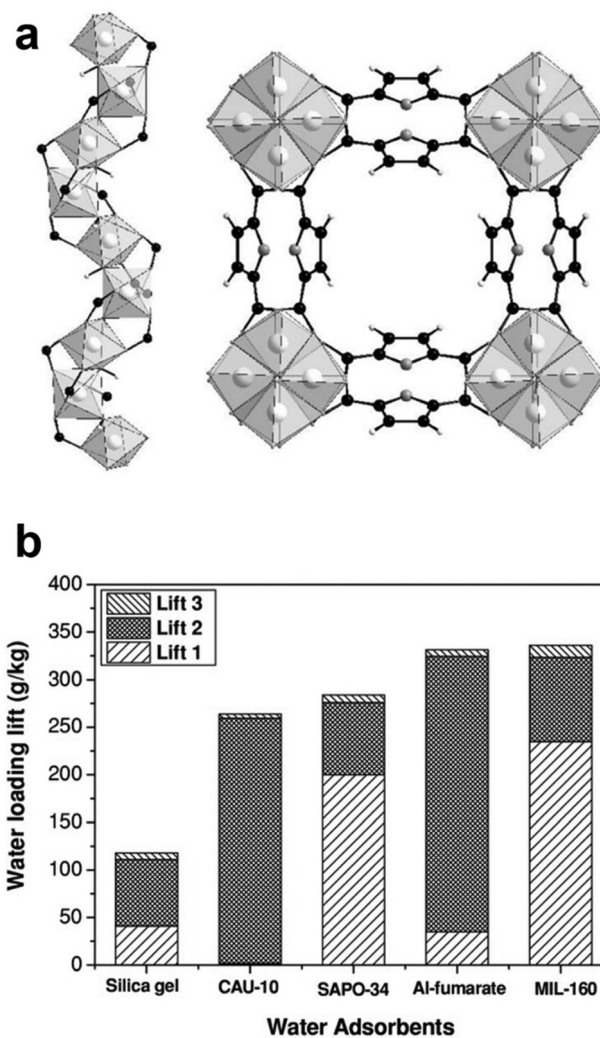 a
b
Water loading lift (g/kg)
400
350
300
250
200
150
100
50
0
Lift 3
Lift 2
Lift 1
Silica gel CAU-10 SAPO-34 Al-fumarate MIL-160
Water Adsorbents